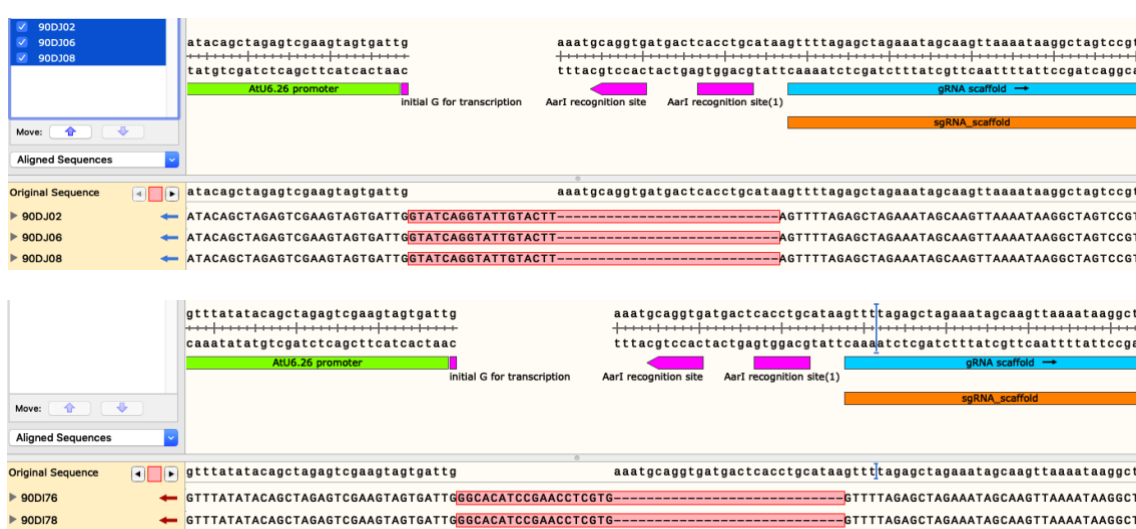 90DJ02
90DJ06
90DJ08
Move:
Aligned Sequences
atacagctagagtcgaagtagtgattg aaatgcaggtgatgactcacctgcataagttttagagctagaaatagcaagttaaaataaggctagtccgt
tatgtcgatctcagcttcatcactaac tttacgtccactactgagtggacgtattcaaaatctcgatctttatcgttcaattttattccgatcaggca
AtU6.26 promoter gRNA scaffold
initial G for transcription AarI recognition site AarI recognition site(1)
sgRNA_scaffold
Original Sequence atacagctagagtcgaagtagtgattg aaatgcaggtgatgactcacctgcataagttttagagctagaaatagcaagttaaaataaggctagtccgt
90DJ02 ATACAGCTAGAGTCGAAGTAGTGATTGGTATCAGGTATTGTACTT---------------------------AGTTTTAGAGCTAGAAATAGCAAGTTAAAATAAGGCTAGTCCGT
90DJ06 ATACAGCTAGAGTCGAAGTAGTGATTGGTATCAGGTATTGTACTT---------------------------AGTTTTAGAGCTAGAAATAGCAAGTTAAAATAAGGCTAGTCCGT
90DJ08 ATACAGCTAGAGTCGAAGTAGTGATTGGTATCAGGTATTGTACTT---------------------------AGTTTTAGAGCTAGAAATAGCAAGTTAAAATAAGGCTAGTCCGT
Move:
Aligned Sequences
gtttatatacagctagagtcgaagtagtgattg aaatgcaggtgatgactcacctgcataagttttagagctagaaatagcaagttaaaataaggct
caaatatatgtcgatctcagcttcatcactaac tttacgtccactactgagtggacgtattcaaaatctcgatctttatcgttcaattttattccga
AtU6.26 promoter gRNA scaffold
initial G for transcription AarI recognition site AarI recognition site(1)
sgRNA_scaffold
Original Sequence gtttatatacagctagagtcgaagtagtgattg aaatgcaggtgatgactcacctgcataagttttagagctagaaatagcaagttaaaataaggct
90DI76 GTTTATATACAGCTAGAGTCGAAGTAGTGATTGGGCACATCCGAACCTCGTG----------------------------GTTTTAGAGCTAGAAATAGCAAGTTAAAATAAGGCT
90DI78 GTTTATATACAGCTAGAGTCGAAGTAGTGATTGGGCACATCCGAACCTCGTG----------------------------GTTTTAGAGCTAGAAATAGCAAGTTAAAATAAGGCT